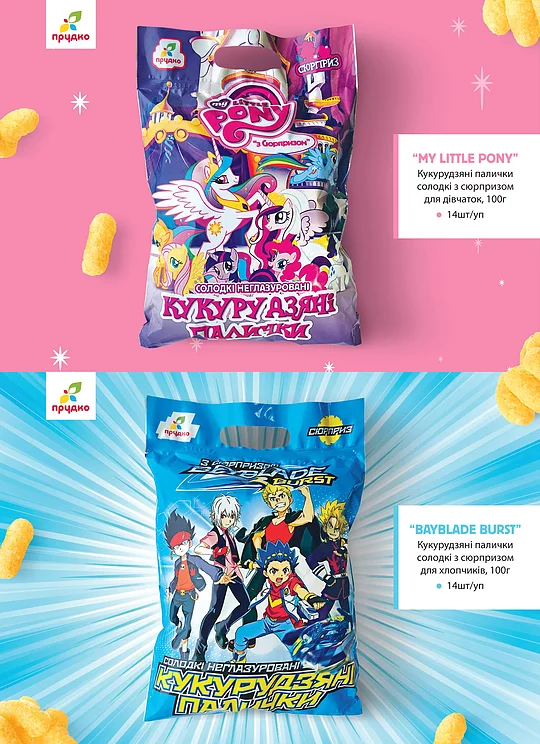 прудко
прудко
СЮРПРИЗ
my LiTTLE
PONY
"з Сюрпризом"
"MY LITTLE PONY"
Кукурудзяні палички
солодкі з сюрпризом
для дівчаток, 100г
14шт/уп
СОЛОДКІ НЕГЛАЗУРОВАНІ
КУКУРУДЗЯНІ
ПАЛИЧКИ
прудко
прудко
СЮРПРИЗ
З СЮРПРИЗОМ
BAYBLADE
BURST
"BAYBLADE BURST"
Кукурудзяні палички
солодкі з сюрпризом
для хлопчиків, 100г
14шт/уп
СОЛОДКІ НЕГЛАЗУРОВАНІ
КУКУРУДЗЯНІ
ПАЛИЧКИ